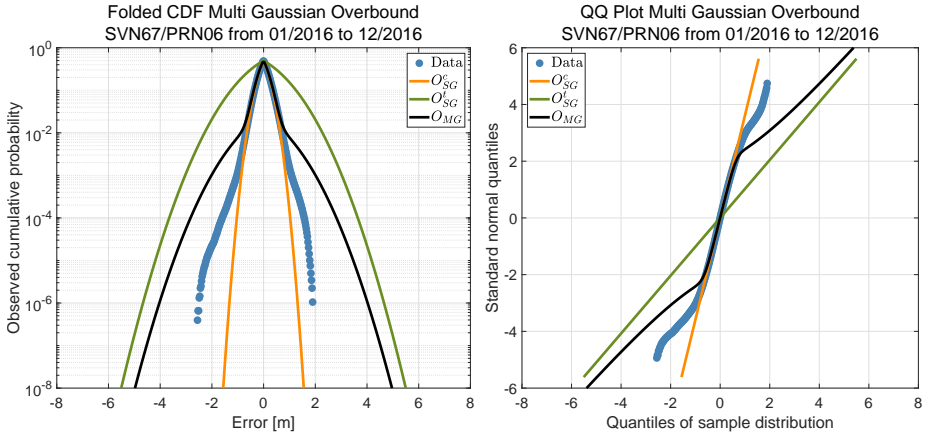 Folded CDF Multi Gaussian Overbound
SVN67/PRN06 from 01/2016 to 12/2016
Observed cumulative probability
10^0
10^-2
10^-4
10^-6
10^-8
Data
O^c_SG
O^t_SG
O_MG
-8 -6 -4 -2 0 2 4 6 8
Error [m]
QQ Plot Multi Gaussian Overbound
SVN67/PRN06 from 01/2016 to 12/2016
Standard normal quantiles
6
4
2
0
-2
-4
-6
Data
O^c_SG
O^t_SG
O_MG
-8 -6 -4 -2 0 2 4 6 8
Quantiles of sample distribution